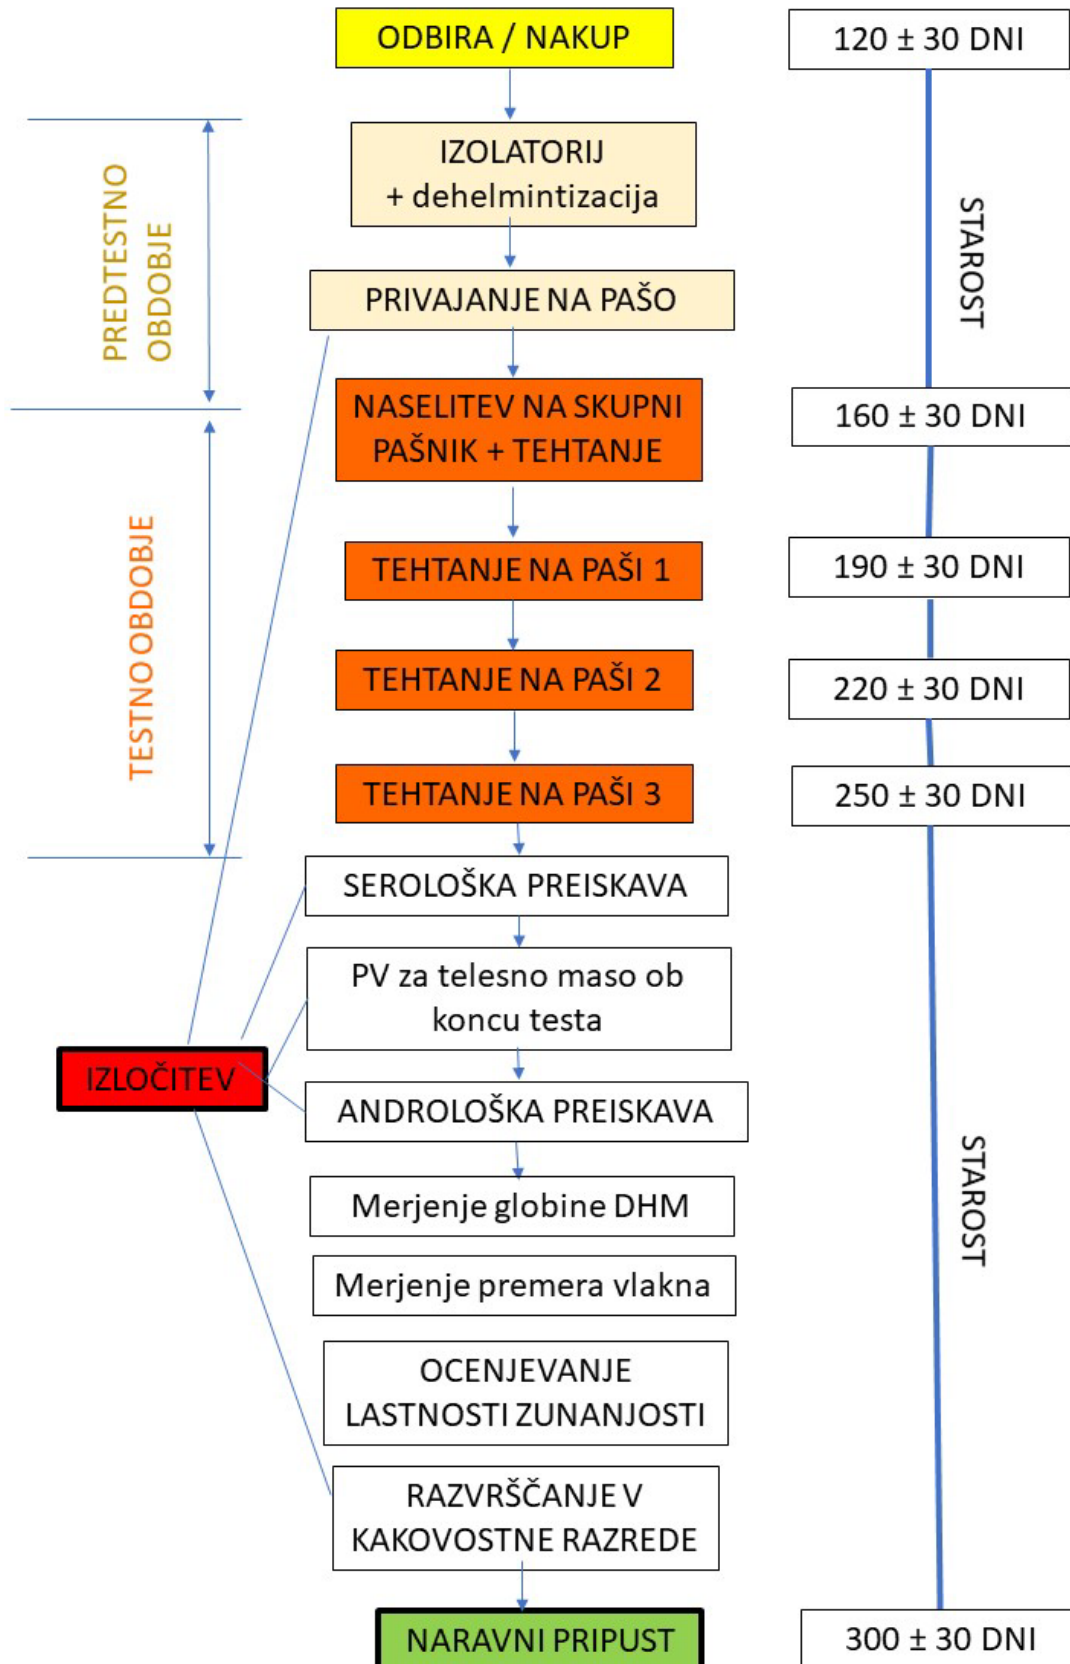 ODBIRA / NAKUP
120 ± 30 DNI
IZOLATORIJ
+ dehelmintizacija
PREDTESTNO
OBDOBJE
STAROST
PRIVAJANJE NA PAŠO
NASELITEV NA SKUPNI
PAŠNIK + TEHTANJE
160 ± 30 DNI
TESTNO OBDOBJE
TEHTANJE NA PAŠI 1
190 ± 30 DNI
TEHTANJE NA PAŠI 2
220 ± 30 DNI
TEHTANJE NA PAŠI 3
250 ± 30 DNI
SEROLOŠKA PREISKAVA
PV za telesno maso ob
koncu testa
IZLOČITEV
ANDROLOŠKA PREISKAVA
STAROST
Merjenje globine DHM
Merjenje premera vlakna
OCENJEVANJE
LASTNOSTI ZUNANJOSTI
RAZVRŠČANJE V
KAKOVOSTNE RAZREDE
NARAVNI PRIPUST
300 ± 30 DNI